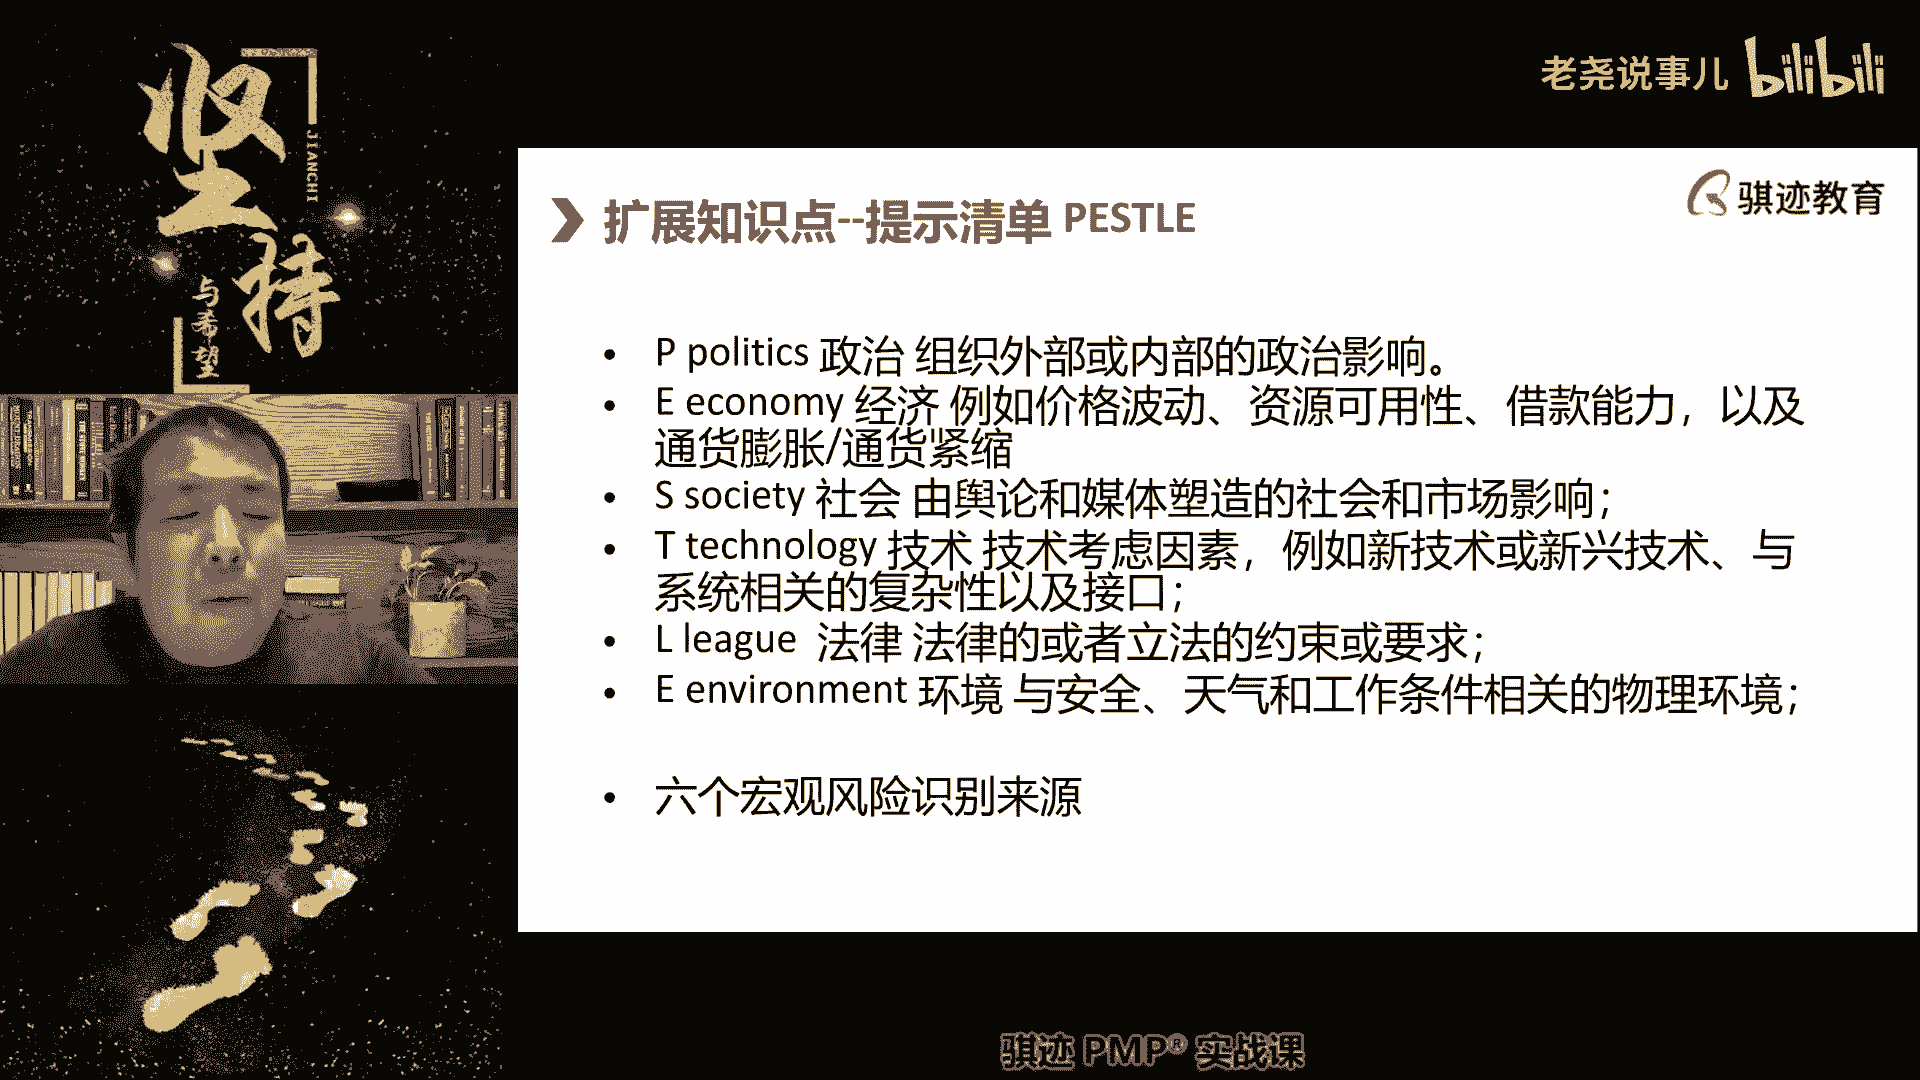 坚持
JIANCHI
与希望
老尧说事儿 bilibili
骐迹教育
扩展知识点--提示清单 PESTLE
• P politics 政治 组织外部或内部的政治影响。
• E economy 经济 例如价格波动、资源可用性、借款能力，以及
通货膨胀/通货紧缩
• S society 社会 由舆论和媒体塑造的社会和市场影响；
• T technology 技术 技术考虑因素，例如新技术或新兴技术、与
系统相关的复杂性以及接口；
• L league 法律 法律的或者立法的约束或要求；
• E environment 环境 与安全、天气和工作条件相关的物理环境；
• 六个宏观风险识别来源
骐迹 PMP® 实战课